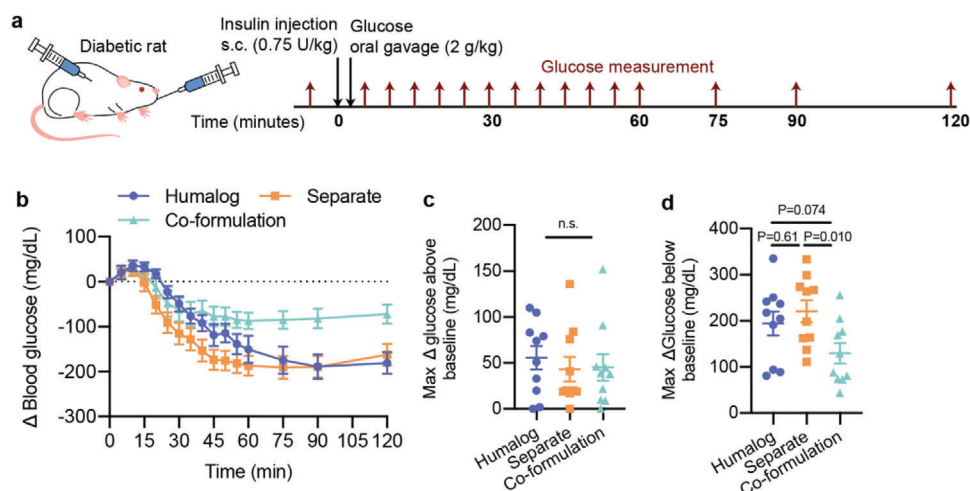 a
Diabetic rat
Insulin injection
s.c. (0.75 U/kg)
Glucose
oral gavage (2 g/kg)
Glucose measurement
Time (minutes)
0
30
60
75
90
120
b
Humalog
Separate
Co-formulation
Δ Blood glucose (mg/dL)
100
0
-100
-200
-300
0
15
30
45
60
75
90
105
120
Time (min)
c
Max Δ glucose above
baseline (mg/dL)
200
150
100
50
0
n.s.
Humalog
Separate
Co-formulation
d
Max ΔGlucose below
baseline (mg/dL)
400
300
200
100
0
P=0.074
P=0.61
P=0.010
Humalog
Separate
Co-formulation